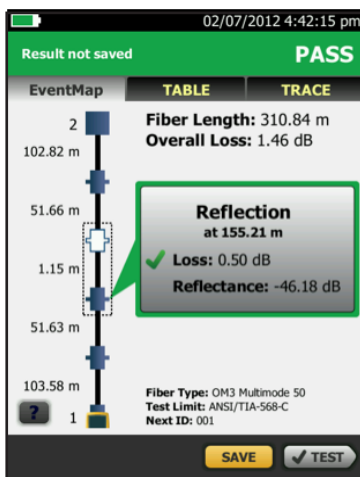 02/07/2012 4:42:15 pm
Result not saved
PASS
EventMap
TABLE
TRACE
Fiber Length: 310.84 m
Overall Loss: 1.46 dB
2
102.82 m
51.66 m
1.15 m
51.63 m
103.58 m
1
Reflection
at 155.21 m
Loss: 0.50 dB
Reflectance: -46.18 dB
Fiber Type: OM3 Multimode 50
Test Limit: ANSI/TIA-568-C
Next ID: 001
?
SAVE
TEST